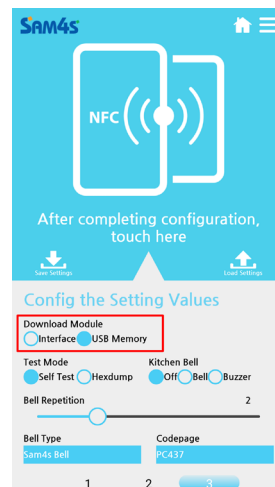 SAM4S
NFC
After completing configuration,
touch here
Save Settings
Load Settings
Config the Setting Values
Download Module
Interface USB Memory
Test Mode Kitchen Bell
Self Test Hexdump Off Bell Buzzer
Bell Repetition 2
Bell Type Codepage
Sam4s Bell PC437
1 2 3